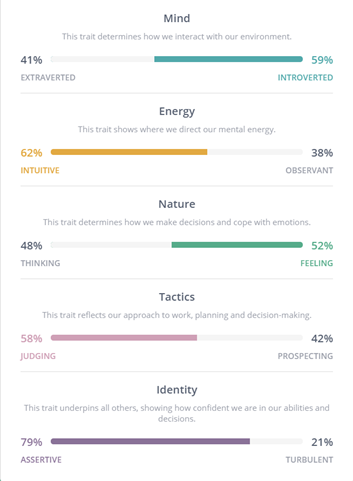 Mind
This trait determines how we interact with our environment.
41% 59%
EXTRAVERTED INTROVERTED
Energy
This trait shows where we direct our mental energy.
62% 38%
INTUITIVE OBSERVANT
Nature
This trait determines how we make decisions and cope with emotions.
48% 52%
THINKING FEELING
Tactics
This trait reflects our approach to work, planning and decision-making.
58% 42%
JUDGING PROSPECTING
Identity
This trait underpins all others, showing how confident we are in our abilities and
decisions.
79% 21%
ASSERTIVE TURBULENT